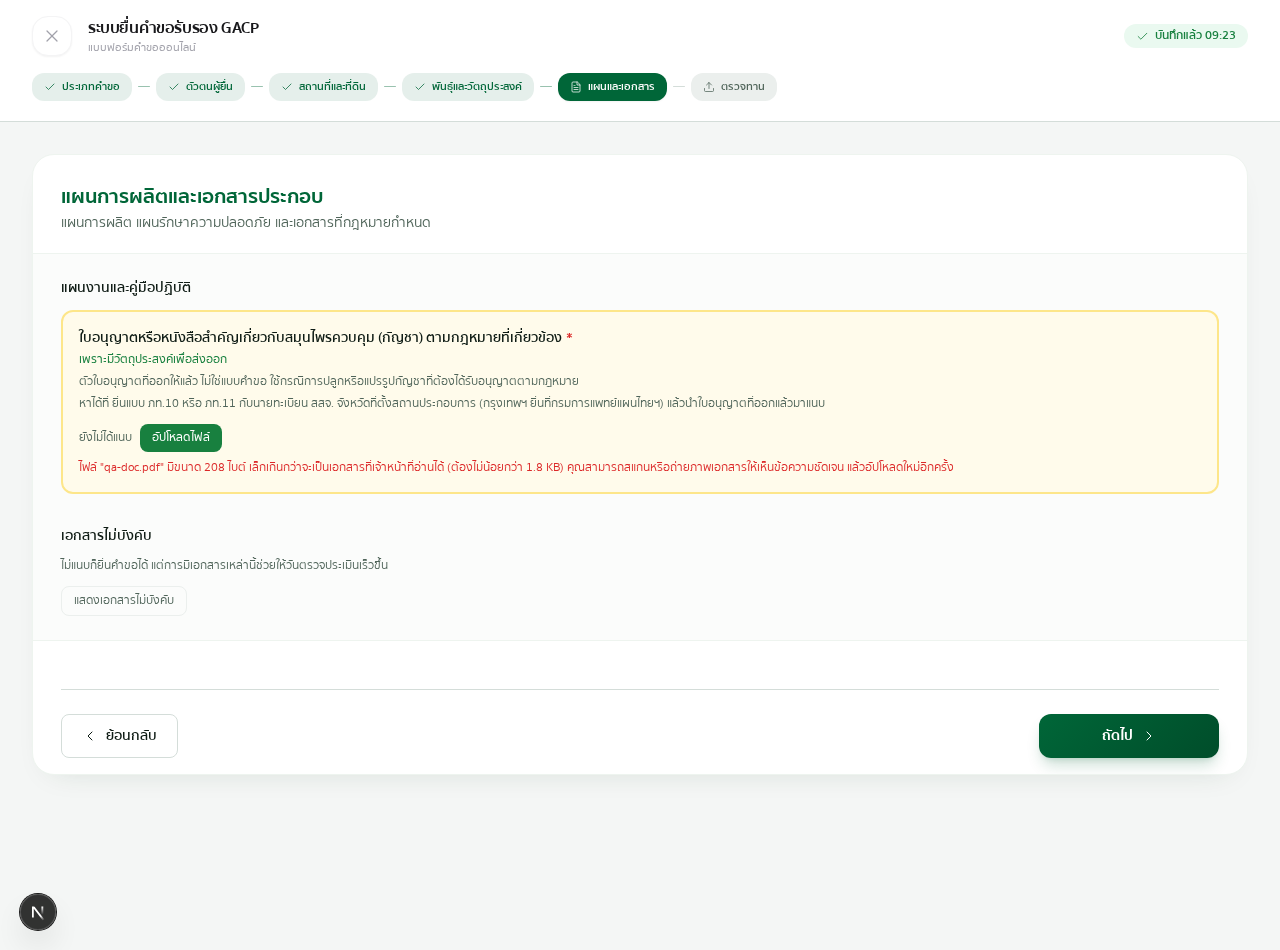 ระบบยื่นคำขอรับรอง GACP
แบบฟอร์มคำขอออนไลน์
บันทึกแล้ว 09:23
ประเภทคำขอ
ตัวตนผู้ยื่น
สถานที่และที่ดิน
พันธุ์และวัตถุประสงค์
แผนและเอกสาร
ตรวจทาน
แผนการผลิตและเอกสารประกอบ
แผนการผลิต แผนรักษาความปลอดภัย และเอกสารที่กฎหมายกำหนด
แผนงานและคู่มือปฏิบัติ
ใบอนุญาตหรือหนังสือสำคัญเกี่ยวกับสมุนไพรควบคุม (กัญชา) ตามกฎหมายที่เกี่ยวข้อง *
เพราะมีวัตถุประสงค์เพื่อส่งออก
ตัวใบอนุญาตที่ออกให้แล้ว ไม่ใช่แบบคำขอ ใช้กรณีการปลูกหรือแปรรูปกัญชาที่ต้องได้รับอนุญาตตามกฎหมาย
หาได้ที่ ยื่นแบบ ภท.10 หรือ ภท.11 กับนายทะเบียน สสจ. จังหวัดที่ตั้งสถานประกอบการ (กรุงเทพฯ ยื่นที่กรมการแพทย์แผนไทยฯ) แล้วนำใบอนุญาตที่ออกแล้วมาแนบ
ยังไม่ได้แนบ
อัปโหลดไฟล์
ไฟล์ "qa-doc.pdf" มีขนาด 208 ไบต์ เล็กเกินกว่าจะเป็นเอกสารที่เจ้าหน้าที่อ่านได้ (ต้องไม่น้อยกว่า 1.8 KB) คุณสามารถสแกนหรือถ่ายภาพเอกสารให้เห็นข้อความชัดเจน แล้วอัปโหลดใหม่อีกครั้ง
เอกสารไม่บังคับ
ไม่แนบก็ยื่นคำขอได้ แต่การมีเอกสารเหล่านี้ช่วยให้วันตรวจประเมินเร็วขึ้น
แสดงเอกสารไม่บังคับ
ย้อนกลับ
ถัดไป
N